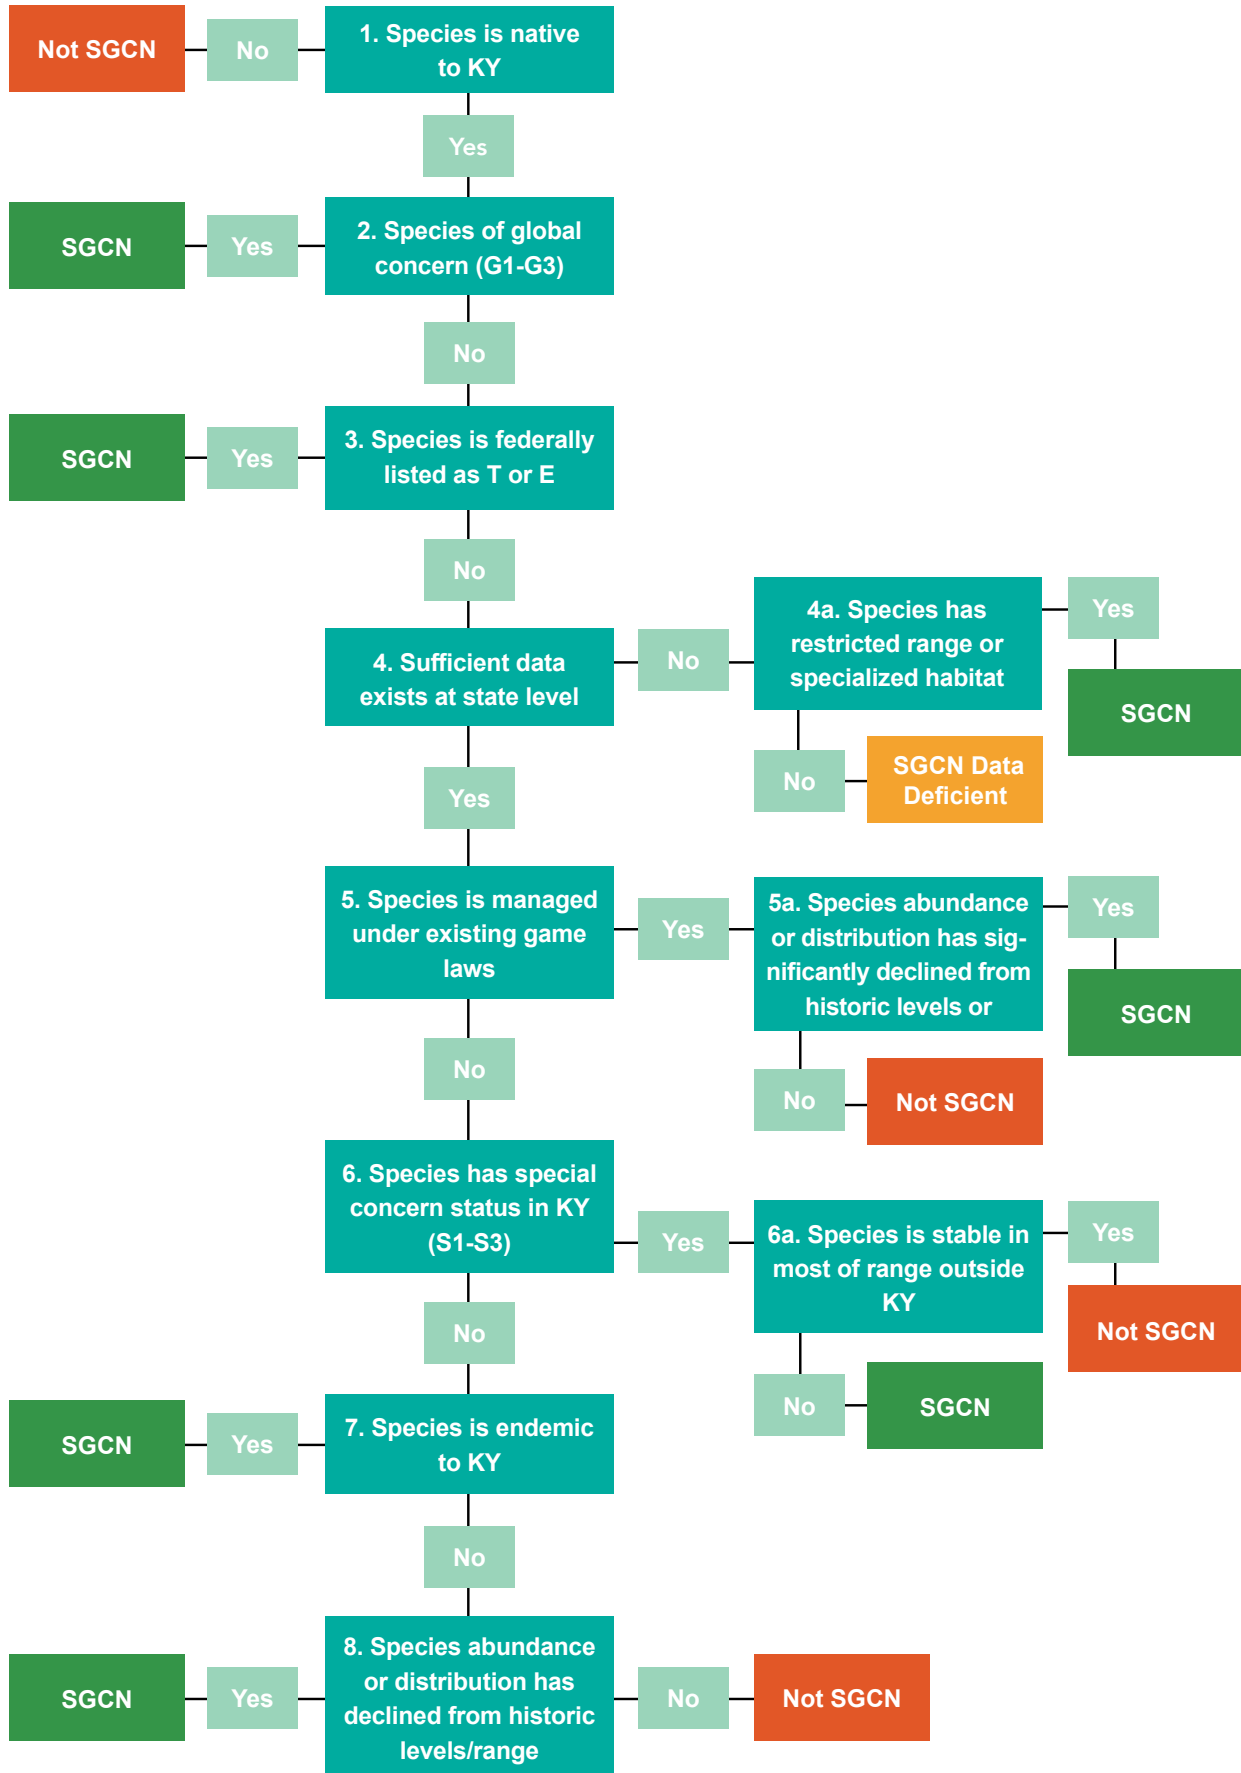 Not SGCN
No
1. Species is native
to KY
Yes
SGCN
Yes
2. Species of global
concern (G1-G3)
No
SGCN
Yes
3. Species is federally
listed as T or E
No
4. Sufficient data
exists at state level
No
4a. Species has
restricted range or
specialized habitat
Yes
SGCN
No
SGCN Data
Deficient
Yes
5. Species is managed
under existing game
laws
Yes
5a. Species abundance
or distribution has sig-
nificantly declined from
historic levels or
Yes
SGCN
No
Not SGCN
No
6. Species has special
concern status in KY
(S1-S3)
Yes
6a. Species is stable in
most of range outside
KY
Yes
Not SGCN
No
SGCN
No
SGCN
Yes
7. Species is endemic
to KY
No
SGCN
Yes
8. Species abundance
or distribution has
declined from historic
levels/range
No
Not SGCN